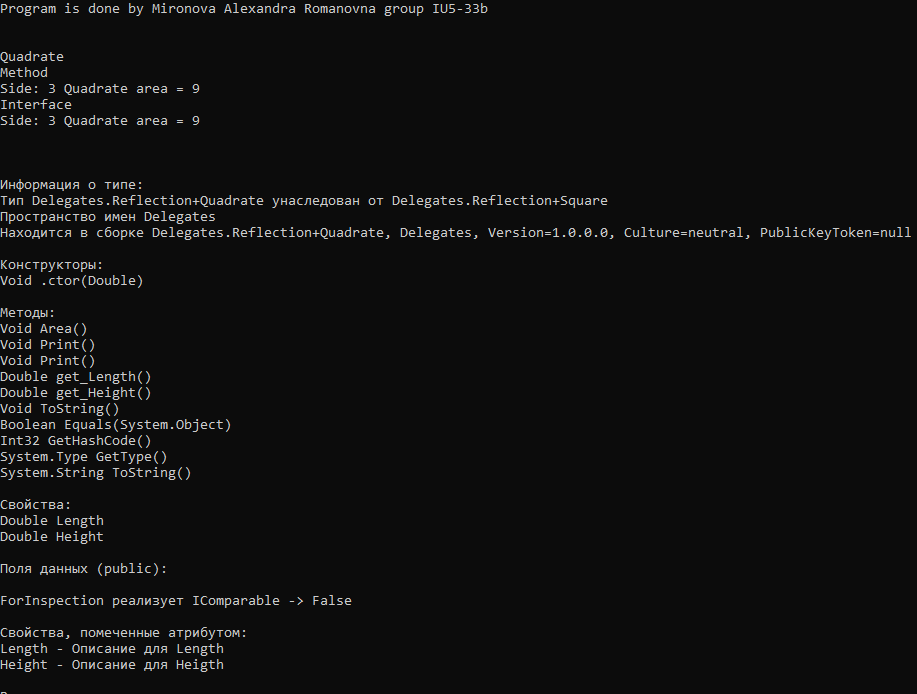 Program is done by Mironova Alexandra Romanovna group IU5-33b
Quadrate
Method
Side: 3 Quadrate area = 9
Interface
Side: 3 Quadrate area = 9
Информация о типе:
Тип Delegates.Reflection+Quadrate унаследован от Delegates.Reflection+Square
Пространство имен Delegates
Находится в сборке Delegates.Reflection+Quadrate, Delegates, Version=1.0.0.0, Culture=neutral, PublicKeyToken=null
Конструкторы:
Void .ctor(Double)
Методы:
Void Area()
Void Print()
Void Print()
Double get_Length()
Double get_Height()
Void ToString()
Boolean Equals(System.Object)
Int32 GetHashCode()
System.Type GetType()
System.String ToString()
Свойства:
Double Length
Double Height
Поля данных (public):
ForInspection реализует IComparable -> False
Свойства, помеченные атрибутом:
Length - Описание для Length
Height - Описание для Heigth